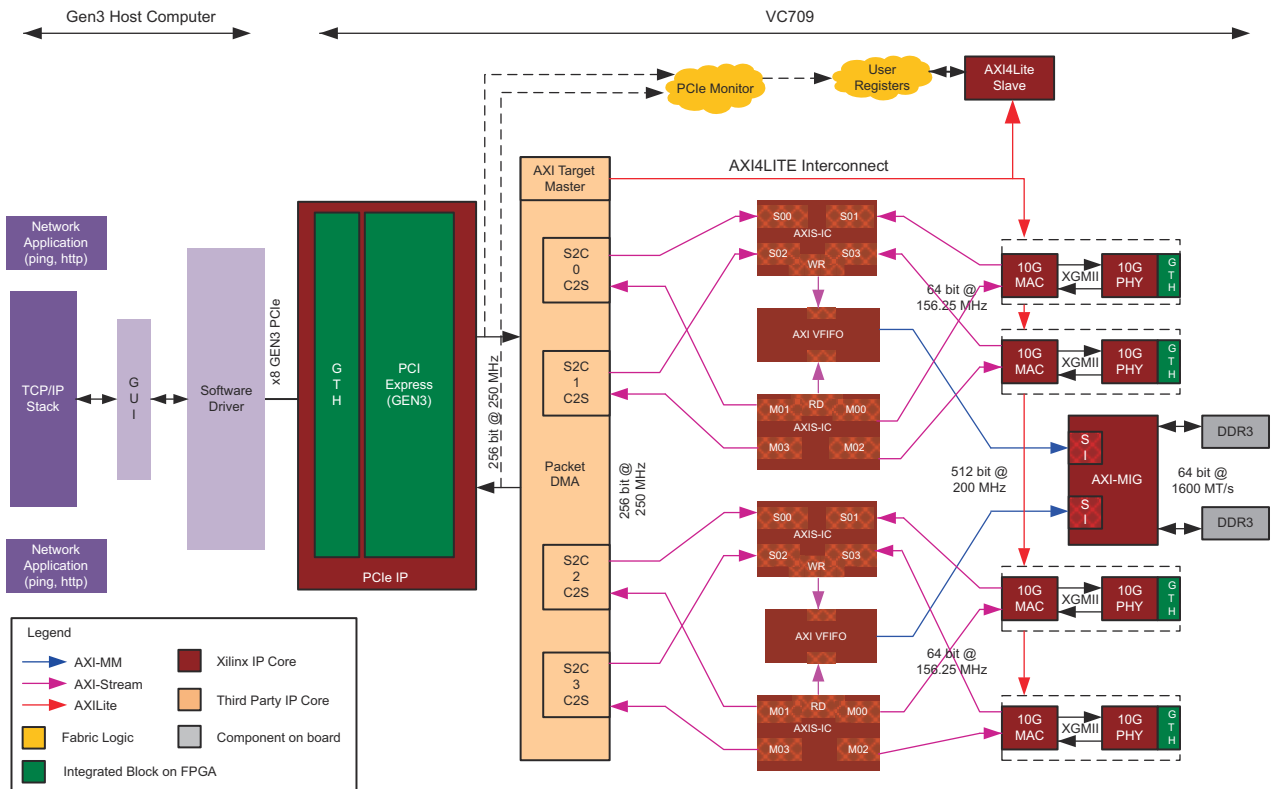 Gen3 Host Computer
VC709
PCIe Monitor
User
Registers
AXI4Lite
Slave
AXI Target
Master
AXI4LITE Interconnect
Network
Application
(ping, http)
TCP/IP
Stack
G
U
I
Software
Driver
Network
Application
(ping, http)
x8 GEN3 PCIe
G
T
H
PCI
Express
(GEN3)
PCIe IP
256 bit @ 250 MHz
S2C
0
C2S
S2C
1
C2S
Packet
DMA
S2C
2
C2S
S2C
3
C2S
256 bit @
250 MHz
S00
S01
AXIS-IC
S02
S03
WR
AXI VFIFO
M01
RD
M00
AXIS-IC
M03
M02
S00
S01
AXIS-IC
S02
S03
WR
AXI VFIFO
M01
RD
M00
AXIS-IC
M03
M02
64 bit @
156.25 MHz
512 bit @
200 MHz
64 bit @
156.25 MHz
10G
MAC
XGMII
10G
PHY
G
T
H
10G
MAC
XGMII
10G
PHY
G
T
H
S
I
S
I
AXI-MIG
DDR3
64 bit @
1600 MT/s
DDR3
10G
MAC
XGMII
10G
PHY
G
T
H
10G
MAC
XGMII
10G
PHY
G
T
H
Legend
AXI-MM
AXI-Stream
AXILite
Fabric Logic
Integrated Block on FPGA
Xilinx IP Core
Third Party IP Core
Component on board